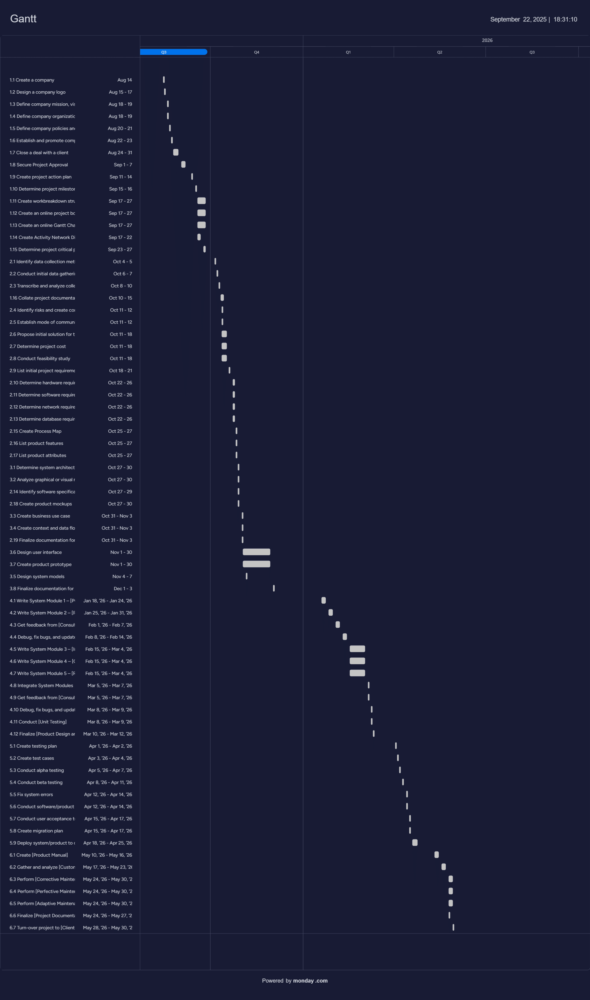 Gantt
September 22, 2025 | 18:31:10
2026
Q3 Q4 Q1 Q2 Q3
1.1 Create a company Aug 14
1.2 Design a company logo Aug 15 - 17
1.3 Define company mission, vis Aug 18 - 19
1.4 Define company organizatic Aug 18 - 19
1.5 Define company policies an Aug 20 - 21
1.6 Establish and promote com Aug 22 - 23
1.7 Close a deal with a client Aug 24 - 31
1.8 Secure Project Approval Sep 1 - 7
1.9 Create project action plan Sep 11 - 14
1.10 Determine project milestor Sep 15 - 16
1.11 Create workbreakdown stru Sep 17 - 27
1.12 Create an online project bo Sep 17 - 27
1.13 Create an online Gantt Cha Sep 17 - 27
1.14 Create Activity Network Di Sep 17 - 22
1.15 Determine project critical p Sep 23 - 27
2.1 Identify data collection met Oct 4 - 5
2.2 Conduct initial data gatheri Oct 6 - 7
2.3 Transcribe and analyze colle Oct 8 - 10
1.16 Collate project documenta Oct 10 - 15
2.4 Identify risks and create co Oct 11 - 12
2.5 Establish mode of commun Oct 11 - 12
2.6 Propose initial solution for t Oct 11 - 18
2.7 Determine project cost Oct 11 - 18
2.8 Conduct feasibility study Oct 11 - 18
2.9 List initial project requireme Oct 18 - 21
2.10 Determine hardware requir Oct 22 - 26
2.11 Determine software require Oct 22 - 26
2.12 Determine network require Oct 22 - 26
2.13 Determine database requir Oct 22 - 26
2.15 Create Process Map Oct 25 - 27
2.16 List product features Oct 25 - 27
2.17 List product attributes Oct 25 - 27
3.1 Determine system architect Oct 27 - 30
3.2 Analyze graphical or visual r Oct 27 - 30
2.14 Identify software specifica Oct 27 - 29
2.18 Create product mockups Oct 27 - 30
3.3 Create business use case Oct 31 - Nov 3
3.4 Create context and data flo Oct 31 - Nov 3
2.19 Finalize documentation for Oct 31 - Nov 3
3.6 Design user interface Nov 1 - 30
3.7 Create product prototype Nov 1 - 30
3.5 Design system models Nov 4 - 7
3.8 Finalize documentation for Dec 1 - 3
4.1 Write System Module 1 – [P Jan 18, '26 - Jan 24, '26
4.2 Write System Module 2 – [R Jan 25, '26 - Jan 31, '26
4.3 Get feedback from [Consul Feb 1, '26 - Feb 7, '26
4.4 Debug, fix bugs, and update Feb 8, '26 - Feb 14, '26
4.5 Write System Module 3 – [I Feb 15, '26 - Mar 4, '26
4.6 Write System Module 4 – [C Feb 15, '26 - Mar 4, '26
4.7 Write System Module 5 – [R Feb 15, '26 - Mar 4, '26
4.8 Integrate System Modules Mar 5, '26 - Mar 7, '26
4.9 Get feedback from [Consul Mar 5, '26 - Mar 7, '26
4.10 Debug, fix bugs, and updat Mar 8, '26 - Mar 9, '26
4.11 Conduct [Unit Testing] Mar 8, '26 - Mar 9, '26
4.12 Finalize [Product Design ar Mar 10, '26 - Mar 12, '26
5.1 Create testing plan Apr 1, '26 - Apr 2, '26
5.2 Create test cases Apr 3, '26 - Apr 4, '26
5.3 Conduct alpha testing Apr 5, '26 - Apr 7, '26
5.4 Conduct beta testing Apr 8, '26 - Apr 11, '26
5.5 Fix system errors Apr 12, '26 - Apr 14, '26
5.6 Conduct software/product Apr 12, '26 - Apr 14, '26
5.7 Conduct user acceptance t Apr 15, '26 - Apr 17, '26
5.8 Create migration plan Apr 15, '26 - Apr 17, '26
5.9 Deploy system/product to c Apr 18, '26 - Apr 25, '26
6.1 Create [Product Manual] May 10, '26 - May 16, '26
6.2 Gather and analyze [Custon May 17, '26 - May 23, '26
6.3 Perform [Corrective Mainte May 24, '26 - May 30, '2
6.4 Perform [Perfective Mainter May 24, '26 - May 30, '2
6.5 Perform [Adaptive Maintena May 24, '26 - May 30, '2
6.6 Finalize [Project Documenta May 24, '26 - May 27, '2
6.7 Turn-over project to [Client May 28, '26 - May 30, '2
Powered by monday.com